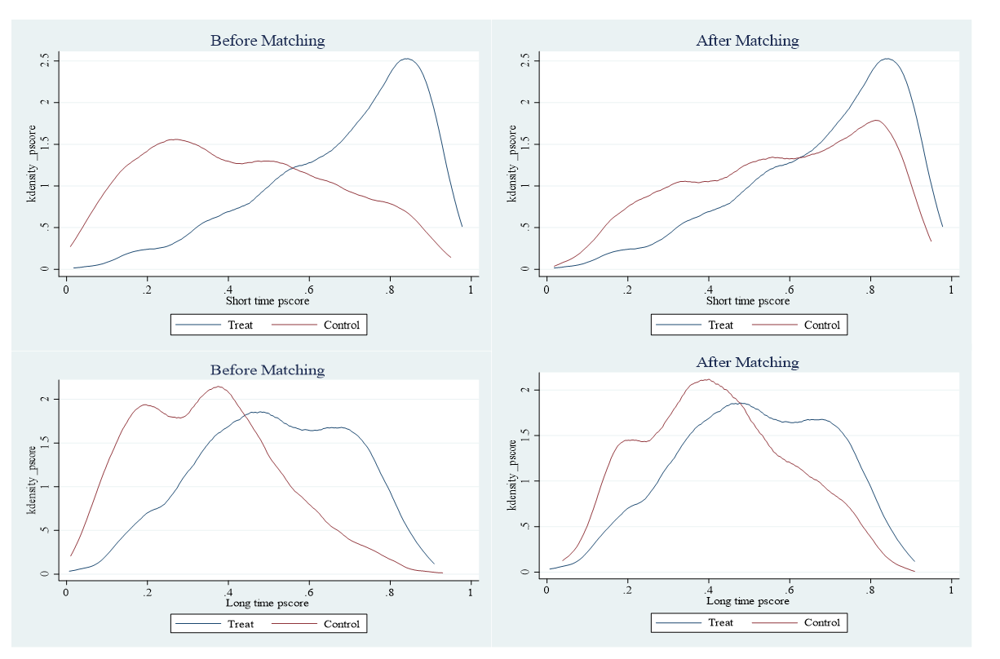 Before Matching
kdensity _pscore
0 .5 1 1.5 2 2.5
0 .2 .4 .6 .8 1
Short time pscore
Treat Control
After Matching
kdensity _pscore
0 .5 1 1.5 2 2.5
0 .2 .4 .6 .8 1
Short time pscore
Treat Control
Before Matching
kdensity _pscore
0 .5 1 1.5 2
0 .2 .4 .6 .8 1
Long time pscore
Treat Control
After Matching
kdensity _pscore
0 .5 1 1.5 2
0 .2 .4 .6 .8 1
Long time pscore
Treat Control